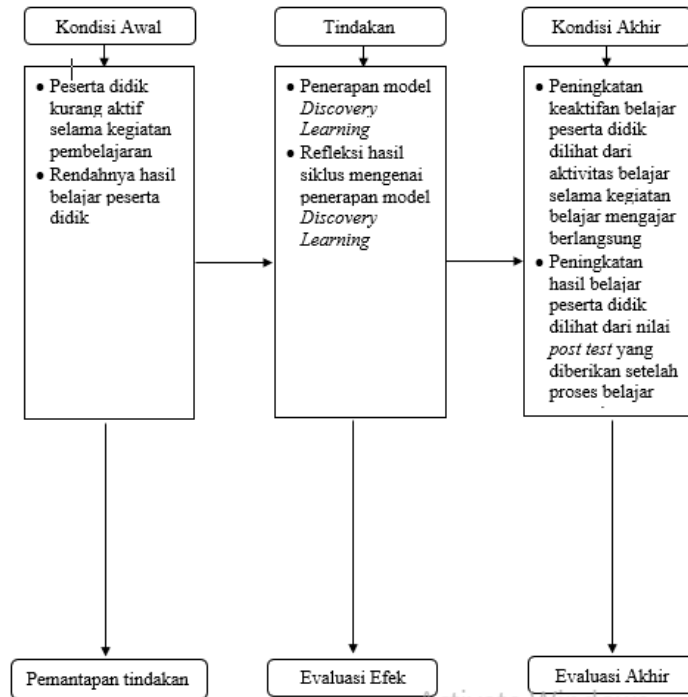 Kondisi Awal
Tindakan
Kondisi Akhir
• Peserta didik
kurang aktif
selama kegiatan
pembelajaran
• Rendahnya hasil
belajar peserta
didik
• Penerapan model
Discovery
Learning
• Refleksi hasil
siklus mengenai
penerapan model
Discovery
Learning
• Peningkatan
keaktifan belajar
peserta didik
dilihat dari
aktivitas belajar
selama kegiatan
belajar mengajar
berlangsung
• Peningkatan
hasil belajar
peserta didik
dilihat dari nilai
post test yang
diberikan setelah
proses belajar
Pemantapan tindakan
Evaluasi Efek
Evaluasi Akhir